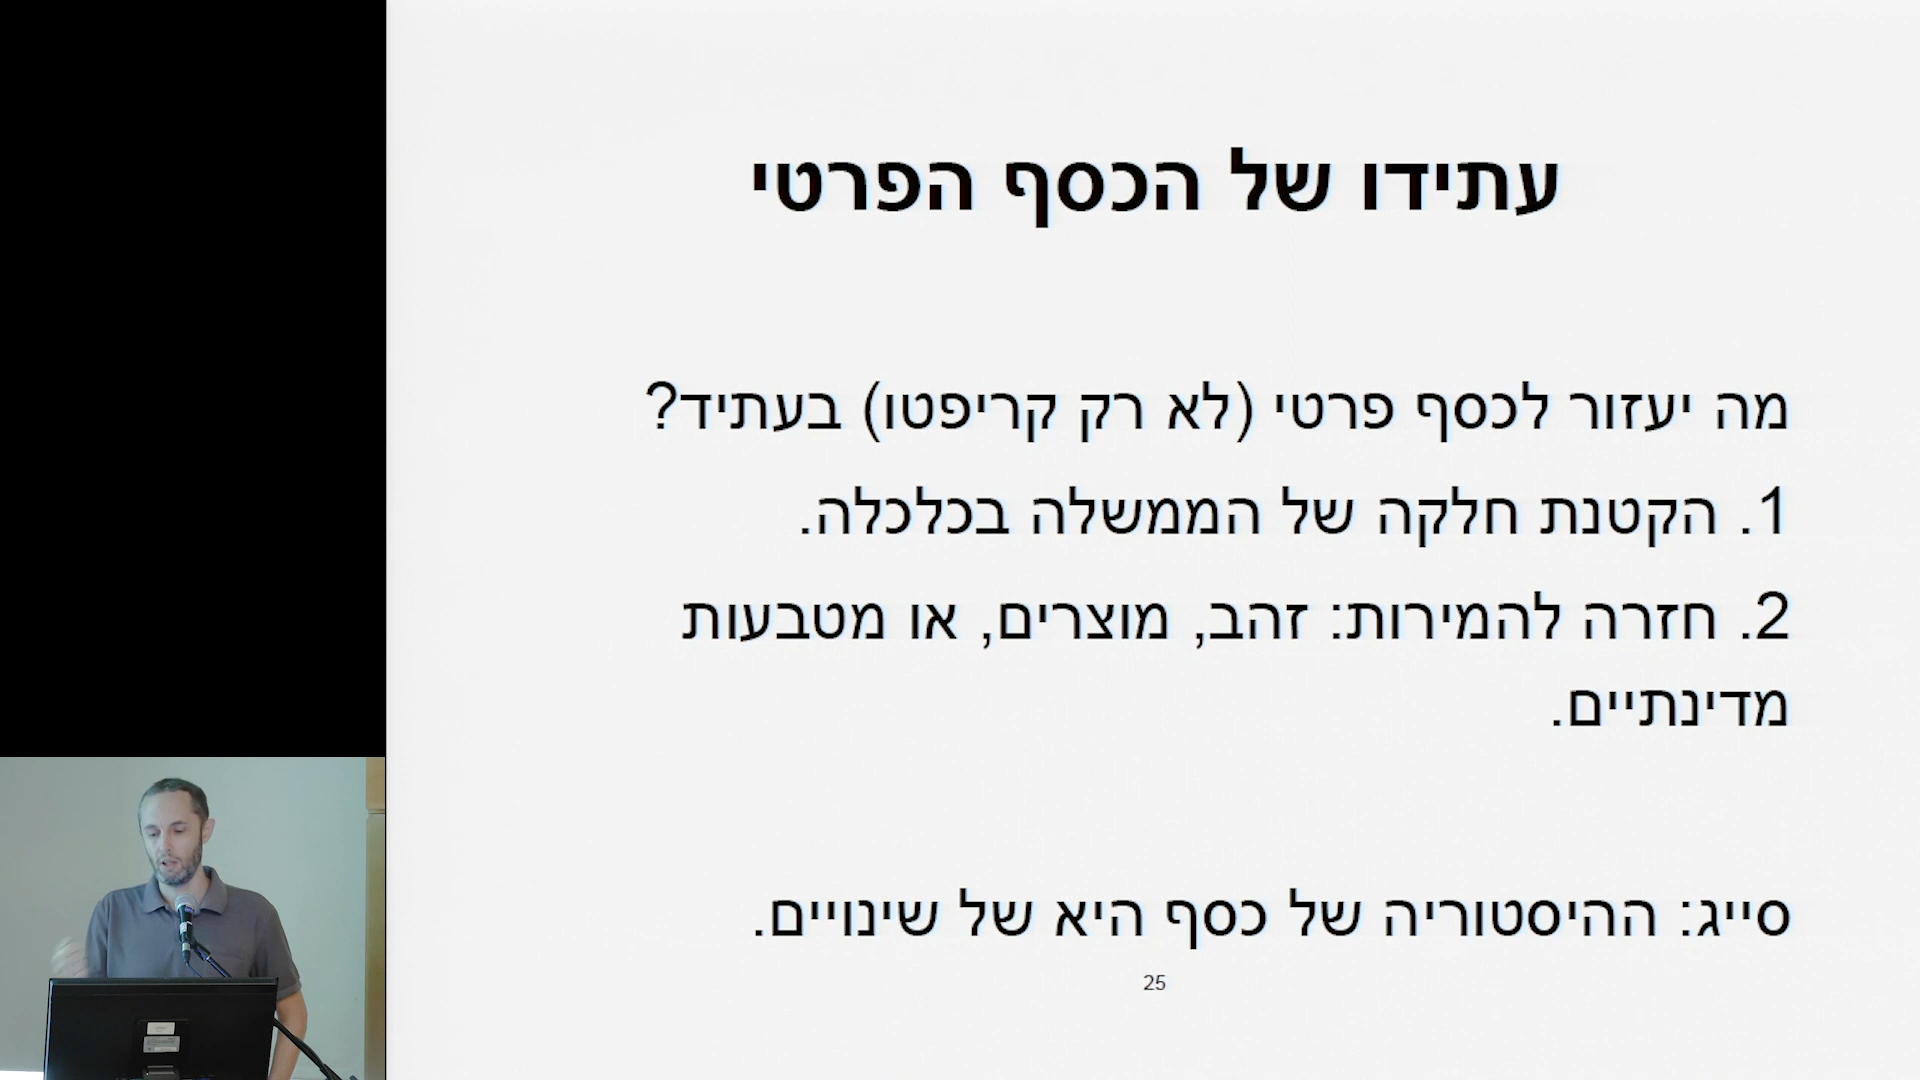 עתידו של הכסף הפרטי
מה יעזור לכסף פרטי (לא רק קריפטו) בעתיד?
1. הקטנת חלקה של הממשלה בכלכלה.
2. חזרה להמירות: זהב, מוצרים, או מטבעות
מדינתיים.
סייג: ההיסטוריה של כסף היא של שינויים.
25